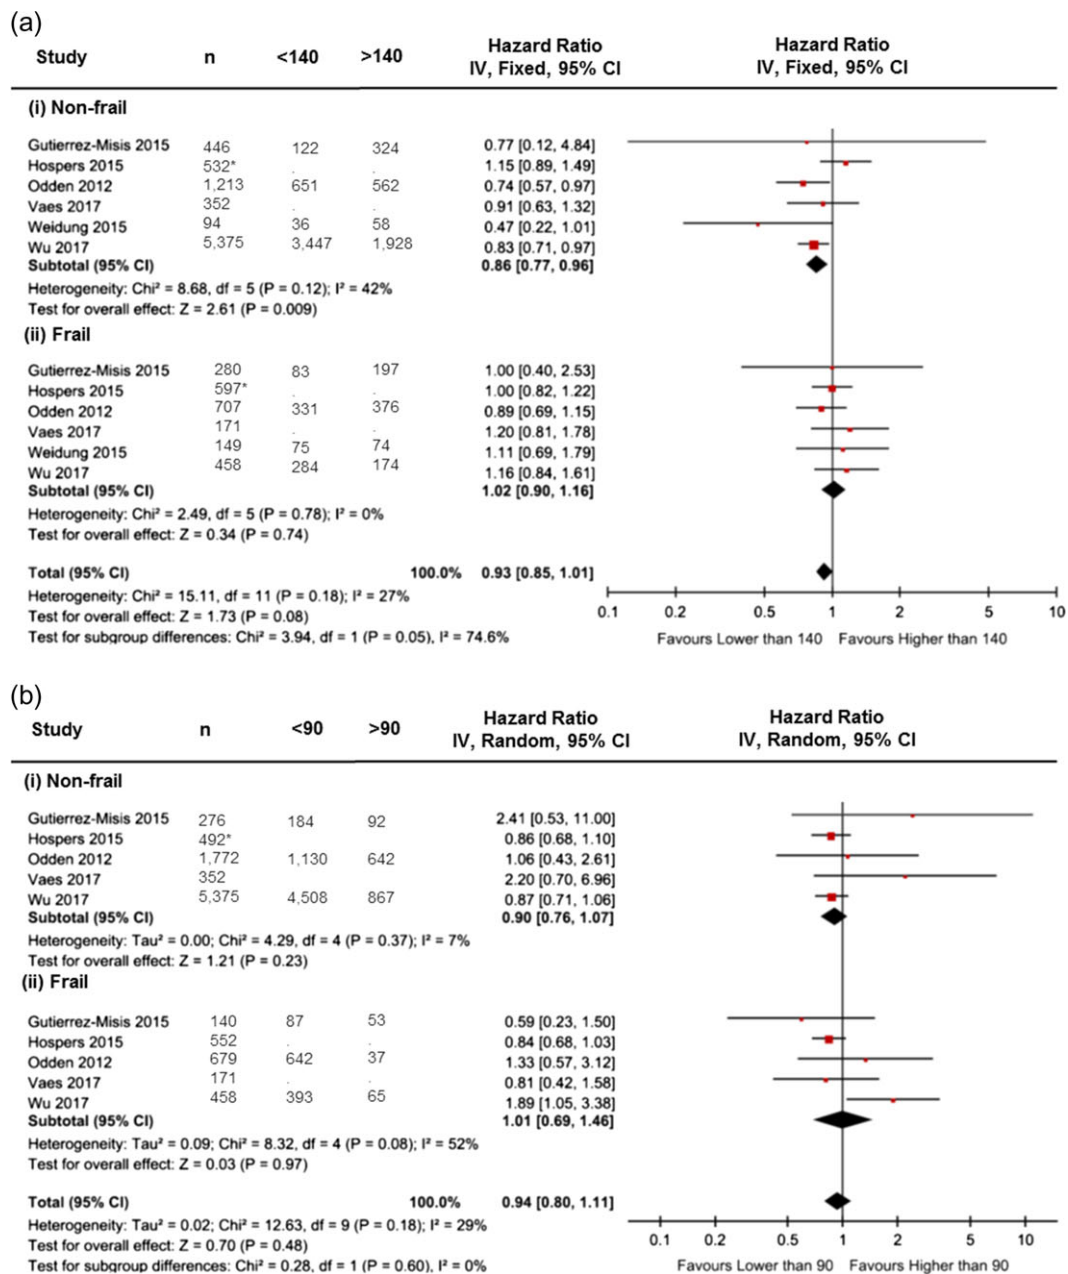 (a)
Study n <140 >140 Hazard Ratio IV, Fixed, 95% CI Hazard Ratio IV, Fixed, 95% CI
(i) Non-frail
Gutierrez-Misis 2015 446 122 324 0.77 [0.12, 4.84]
Hospers 2015 532* . . 1.15 [0.89, 1.49]
Odden 2012 1,213 651 562 0.74 [0.57, 0.97]
Vaes 2017 352 . . 0.91 [0.63, 1.32]
Weidung 2015 94 36 58 0.47 [0.22, 1.01]
Wu 2017 5,375 3,447 1,928 0.83 [0.71, 0.97]
Subtotal (95% CI) 0.86 [0.77, 0.96]
Heterogeneity: Chi² = 8.68, df = 5 (P = 0.12); I² = 42%
Test for overall effect: Z = 2.61 (P = 0.009)
(ii) Frail
Gutierrez-Misis 2015 280 83 197 1.00 [0.40, 2.53]
Hospers 2015 597* . . 1.00 [0.82, 1.22]
Odden 2012 707 331 376 0.89 [0.69, 1.15]
Vaes 2017 171 . . 1.20 [0.81, 1.78]
Weidung 2015 149 75 74 1.11 [0.69, 1.79]
Wu 2017 458 284 174 1.16 [0.84, 1.61]
Subtotal (95% CI) 1.02 [0.90, 1.16]
Heterogeneity: Chi² = 2.49, df = 5 (P = 0.78); I² = 0%
Test for overall effect: Z = 0.34 (P = 0.74)
Total (95% CI) 100.0% 0.93 [0.85, 1.01]
Heterogeneity: Chi² = 15.11, df = 11 (P = 0.18); I² = 27%
Test for overall effect: Z = 1.73 (P = 0.08)
Test for subgroup differences: Chi² = 3.94, df = 1 (P = 0.05), I² = 74.6%
0.1 0.2 0.5 1 2 5 10
Favours Lower than 140 Favours Higher than 140
(b)
Study n <90 >90 Hazard Ratio IV, Random, 95% CI Hazard Ratio IV, Random, 95% CI
(i) Non-frail
Gutierrez-Misis 2015 276 184 92 2.41 [0.53, 11.00]
Hospers 2015 492* 0.86 [0.68, 1.10]
Odden 2012 1,772 1,130 642 1.06 [0.43, 2.61]
Vaes 2017 352 2.20 [0.70, 6.96]
Wu 2017 5,375 4,508 867 0.87 [0.71, 1.06]
Subtotal (95% CI) 0.90 [0.76, 1.07]
Heterogeneity: Tau² = 0.00; Chi² = 4.29, df = 4 (P = 0.37); I² = 7%
Test for overall effect: Z = 1.21 (P = 0.23)
(ii) Frail
Gutierrez-Misis 2015 140 87 53 0.59 [0.23, 1.50]
Hospers 2015 552 . . 0.84 [0.68, 1.03]
Odden 2012 679 642 37 1.33 [0.57, 3.12]
Vaes 2017 171 . . 0.81 [0.42, 1.58]
Wu 2017 458 393 65 1.89 [1.05, 3.38]
Subtotal (95% CI) 1.01 [0.69, 1.46]
Heterogeneity: Tau² = 0.09; Chi² = 8.32, df = 4 (P = 0.08); I² = 52%
Test for overall effect: Z = 0.03 (P = 0.97)
Total (95% CI) 100.0% 0.94 [0.80, 1.11]
Heterogeneity: Tau² = 0.02; Chi² = 12.63, df = 9 (P = 0.18); I² = 29%
Test for overall effect: Z = 0.70 (P = 0.48)
Test for subgroup differences: Chi² = 0.28, df = 1 (P = 0.60), I² = 0%
0.1 0.2 0.5 1 2 5 10
Favours Lower than 90 Favours Higher than 90